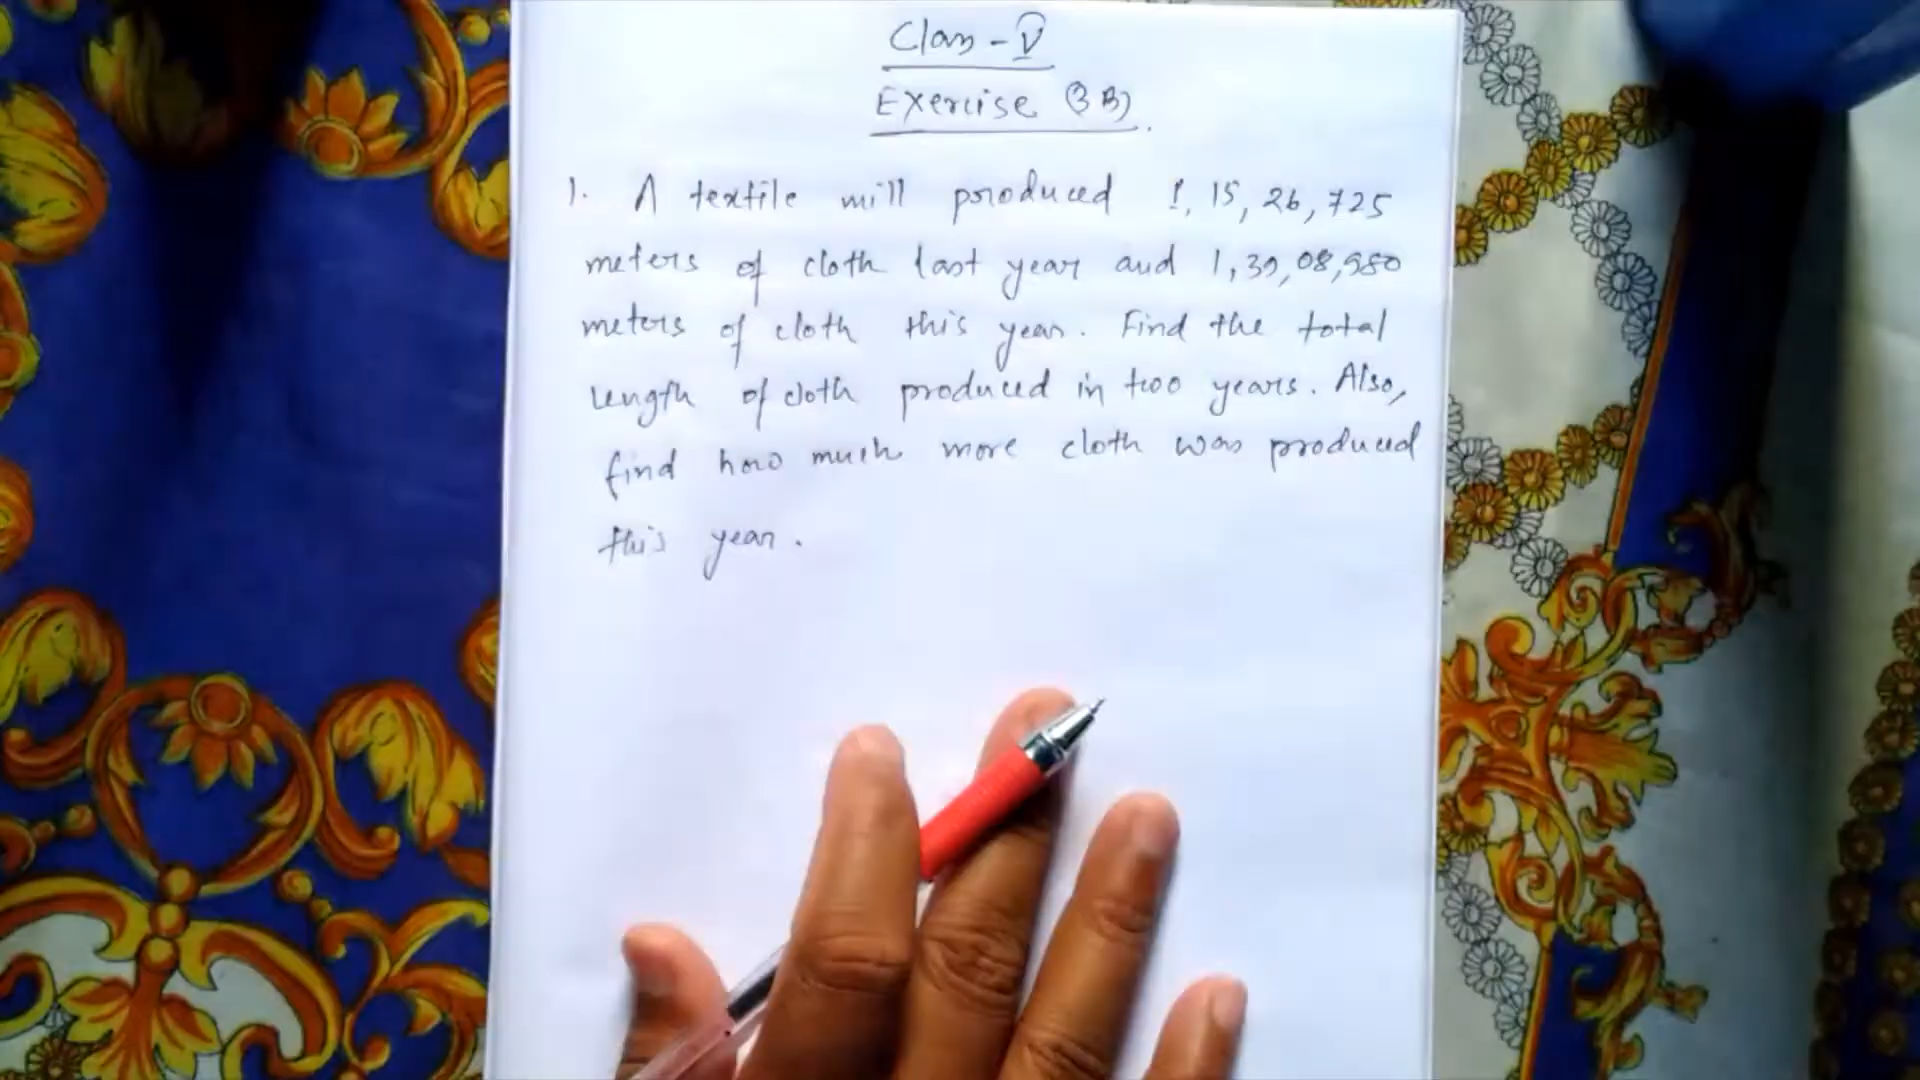 Class - V
Exercise (3B).
1. A textile mill produced 1,15,26,725
meters of cloth last year and 1,39,08,980
meters of cloth this year. Find the total
Length of cloth produced in two years. Also,
find how much more cloth was produced
this year.